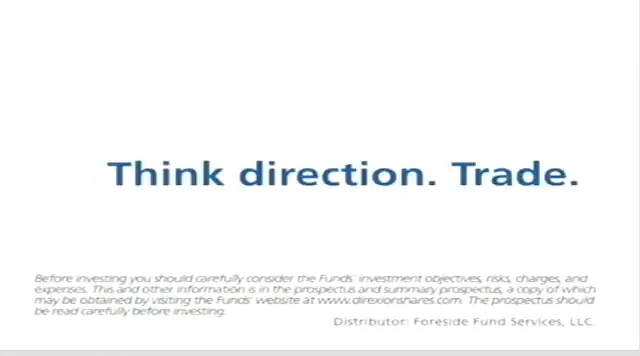 Think direction. Trade.
Before investing you should carefully consider the Funds' investment objectives, risks, charges, and
expenses. This and other information is in the prospectus and summary prospectus, a copy of which
may be obtained by visiting the Funds' website at www.direxionshares.com. The prospectus should
be read carefully before investing.
Distributor: Foreside Fund Services, LLC.